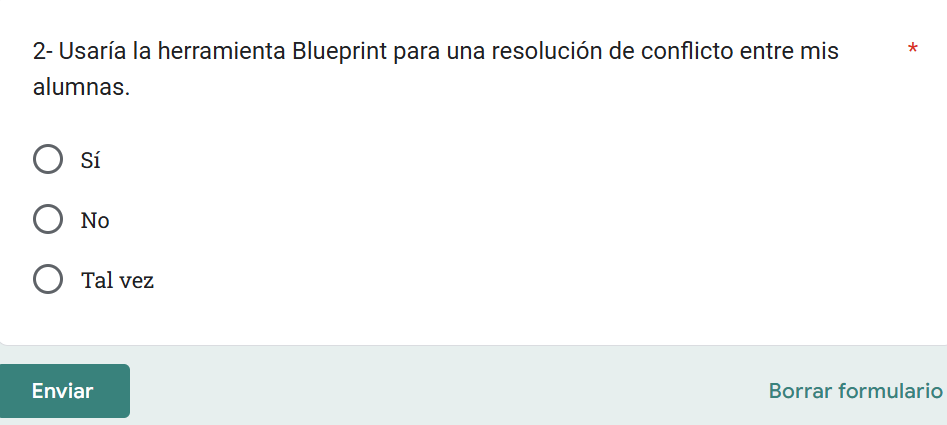 2- Usaría la herramienta Blueprint para una resolución de conflicto entre mis *
alumnas.
Sí
No
Tal vez
Enviar Borrar formulario